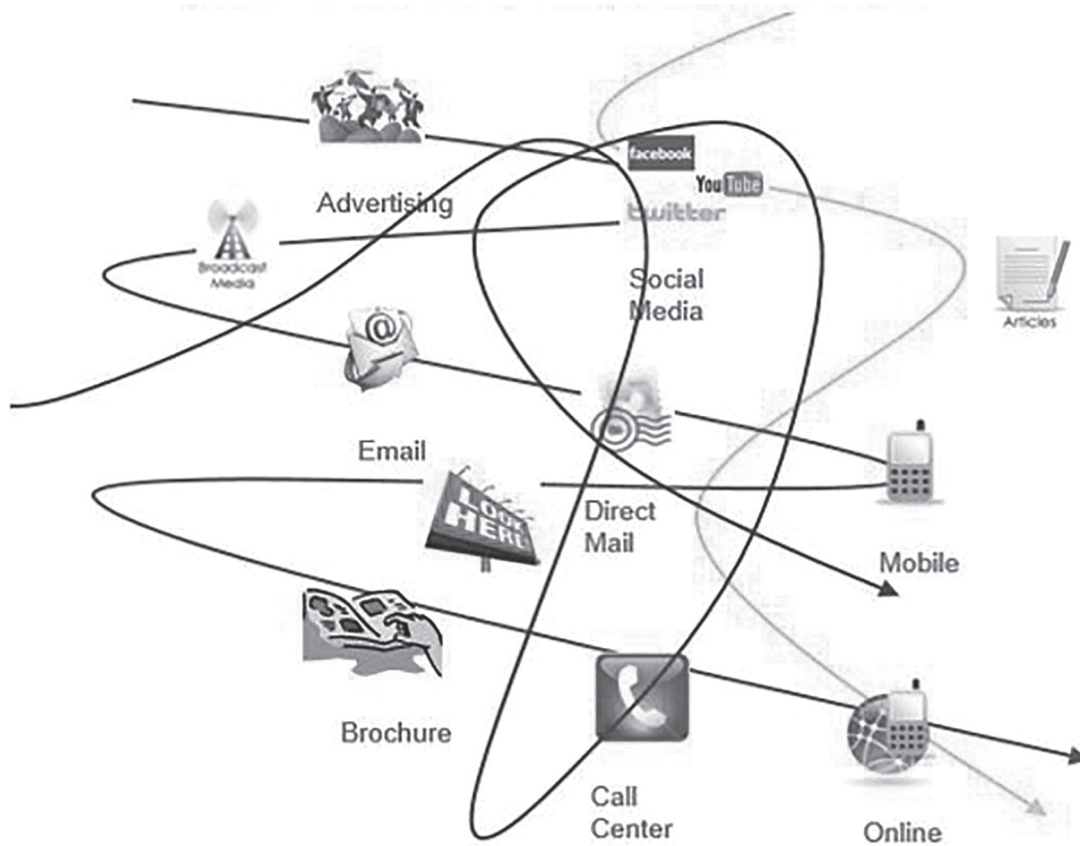 facebook
YouTube
twitter
Advertising
Broadcast
Media
Social
Media
Articles
@
Email
LOOK
HERE
Direct
Mail
Mobile
Brochure
Call
Center
Online